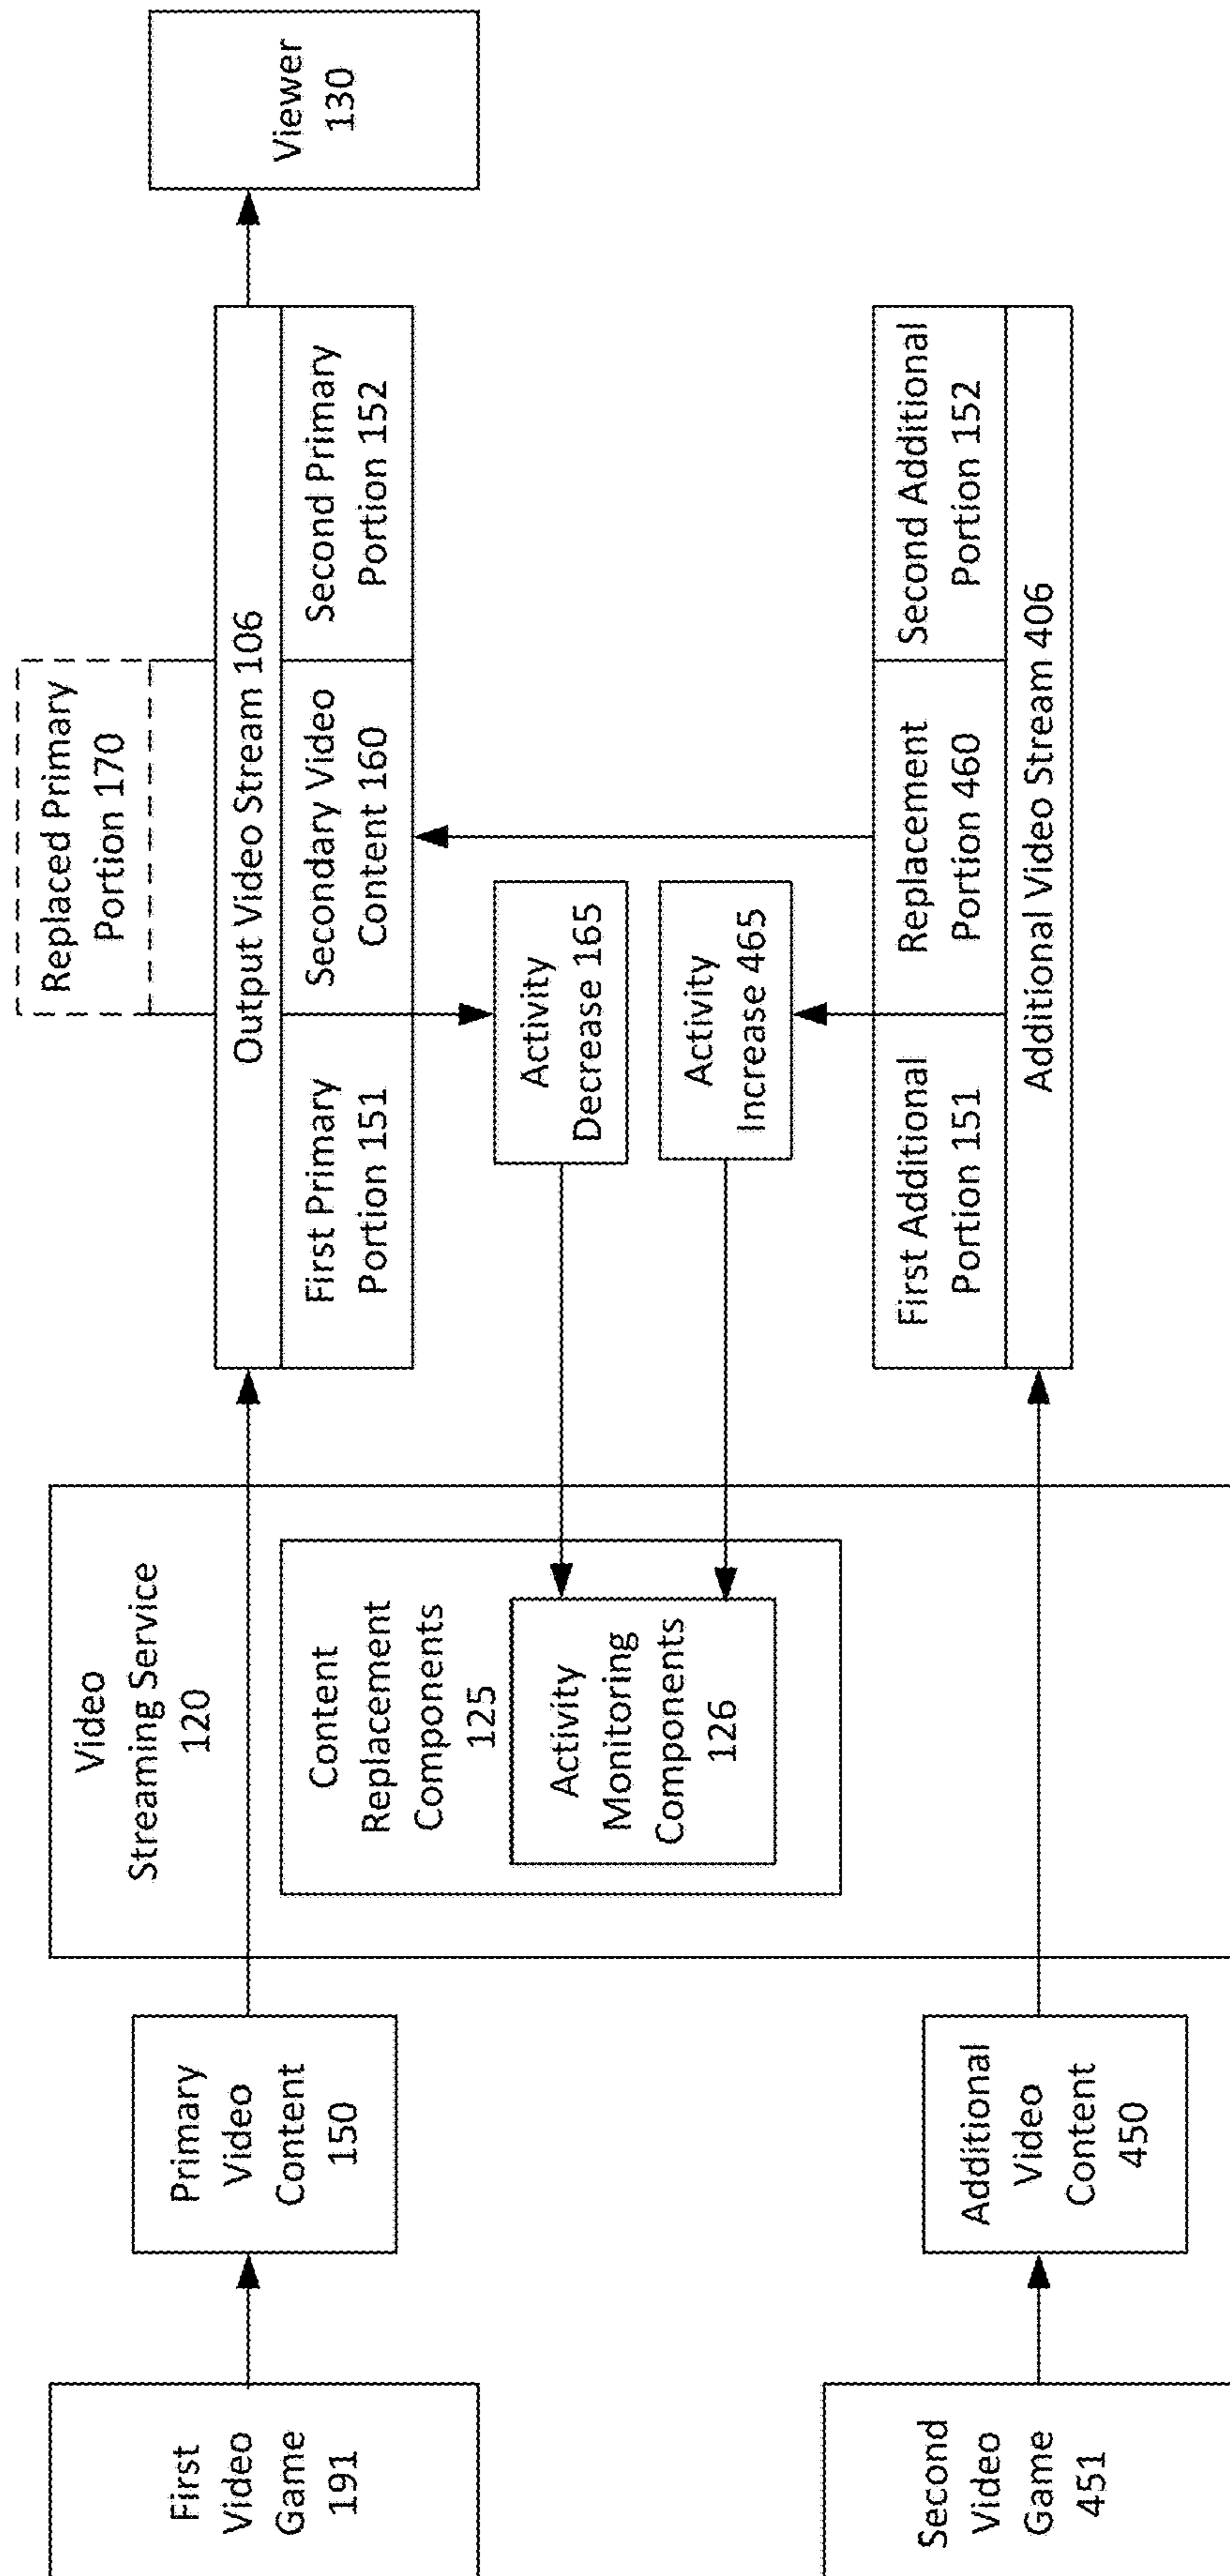 First
Video
Game
191
Primary
Video
Content
150
Video
Streaming Service
120
Content
Replacement
Components
125
Activity
Monitoring
Components
126
Replaced Primary
Portion 170
Output Video Stream 106
First Primary
Portion 151
Secondary Video
Content 160
Second Primary
Portion 152
Viewer
130
Activity
Decrease 165
Activity
Increase 465
Second
Video
Game
451
Additional
Video
Content
450
First Additional
Portion 151
Replacement
Portion 460
Second Additional
Portion 152
Additional Video Stream 406